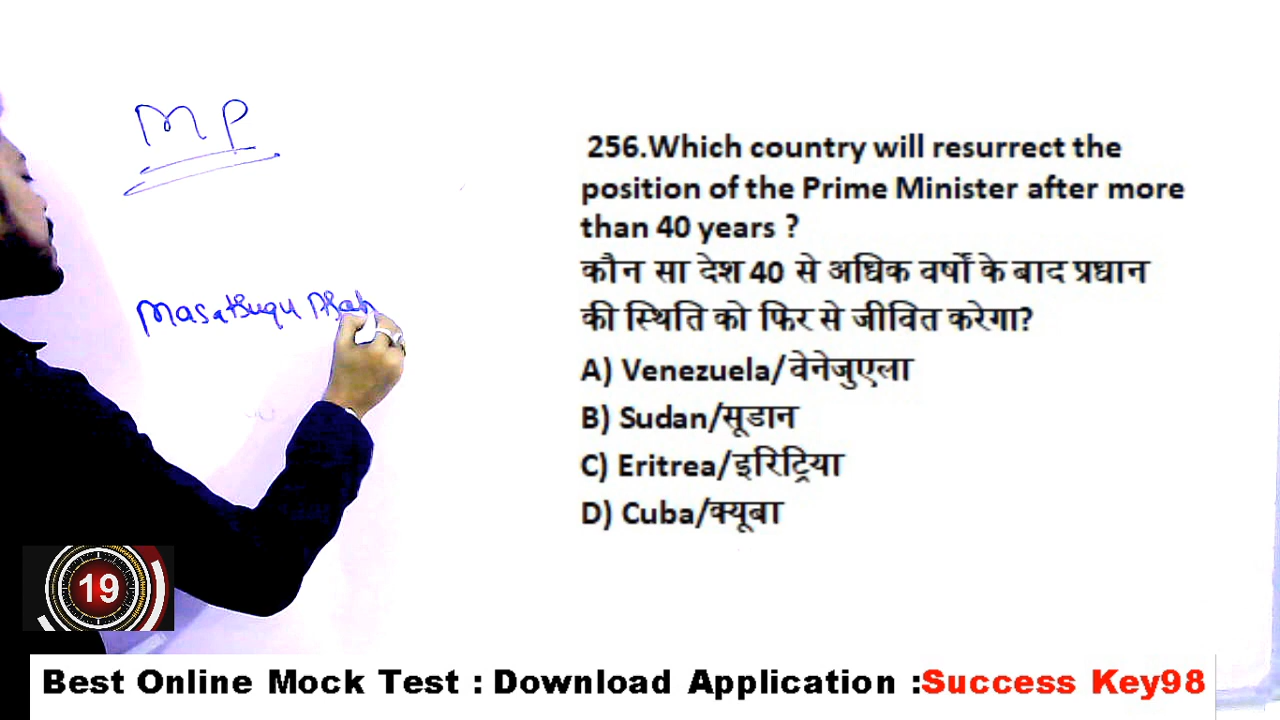 MP
Masatsugu
256.Which country will resurrect the
position of the Prime Minister after more
than 40 years ?
कौन सा देश 40 से अधिक वर्षों के बाद प्रधान
की स्थिति को फिर से जीवित करेगा?
A) Venezuela/वेनेजुएला
B) Sudan/सूडान
C) Eritrea/इरिट्रिया
D) Cuba/क्यूबा
19
Best Online Mock Test : Download Application :Success Key98